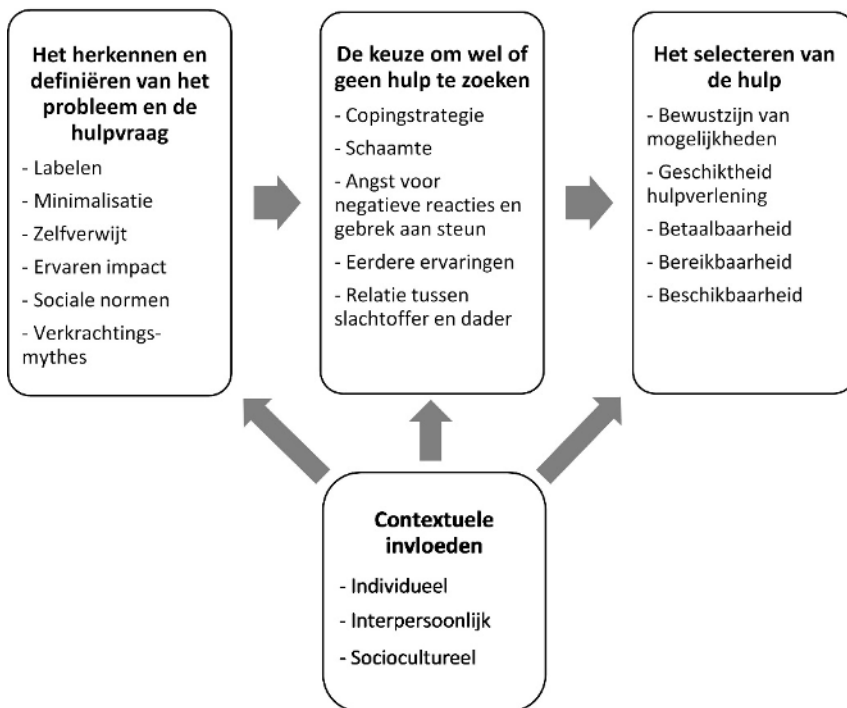 Het herkennen en
definiëren van het
probleem en de
hulpvraag
- Labelen
- Minimalisatie
- Zelfverwijt
- Ervaren impact
- Sociale normen
- Verkrachtings-
mythes
De keuze om wel of
geen hulp te zoeken
- Copingstrategie
- Schaamte
- Angst voor
negatieve reacties en
gebrek aan steun
- Eerdere ervaringen
- Relatie tussen
slachtoffer en dader
Het selecteren van
de hulp
- Bewustzijn van
mogelijkheden
- Geschiktheid
hulpverlening
- Betaalbaarheid
- Bereikbaarheid
- Beschikbaarheid
Contextuele
invloeden
- Individueel
- Interpersoonlijk
- Sociocultureel